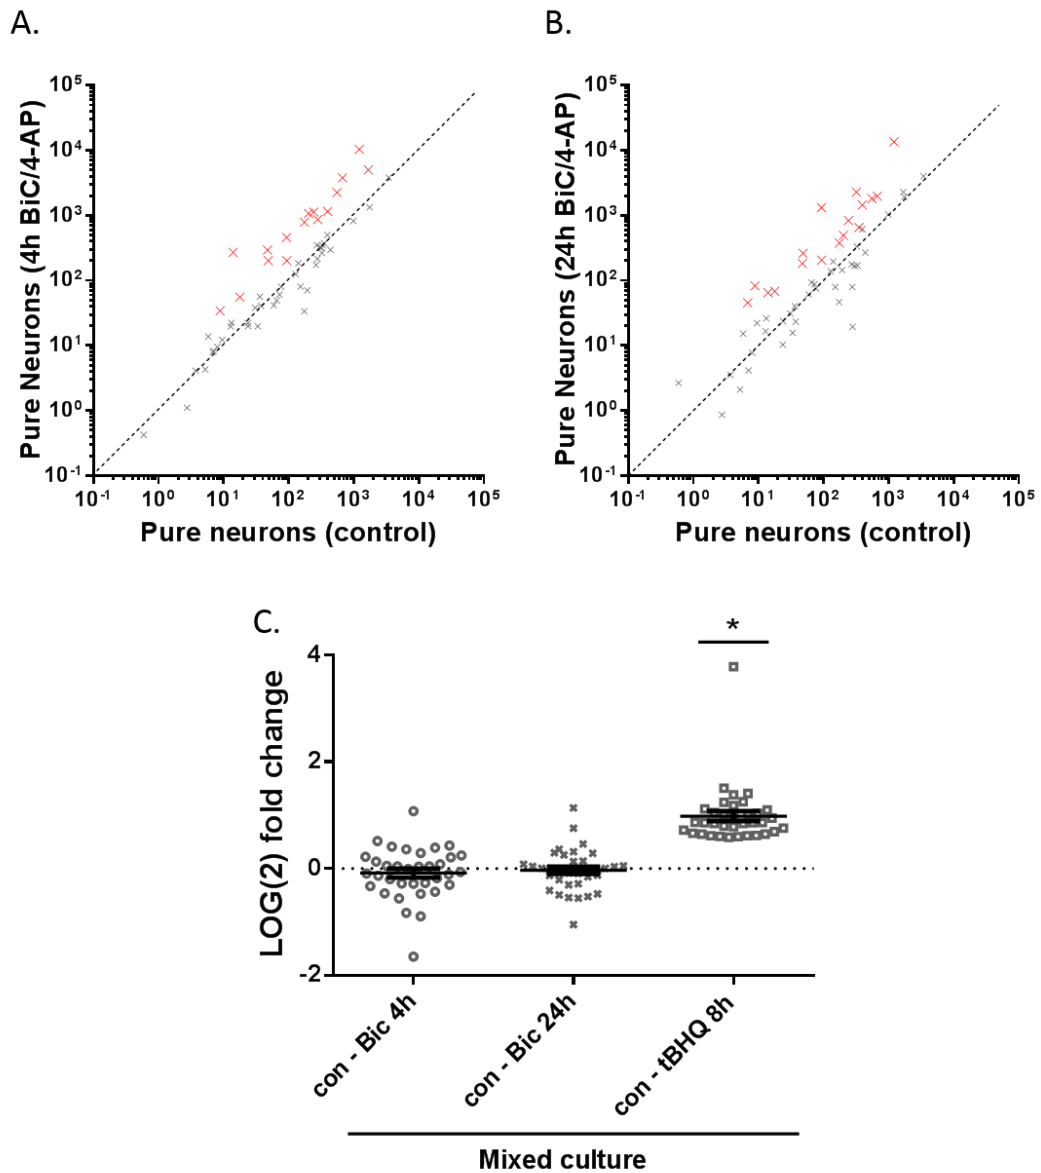 A.
B.
Pure Neurons (4h BiC/4-AP)
10^5
10^4
10^3
10^2
10^1
10^0
10^-1
10^-1 10^0 10^1 10^2 10^3 10^4 10^5
Pure neurons (control)
Pure Neurons (24h BiC/4-AP)
10^5
10^4
10^3
10^2
10^1
10^0
10^-1
10^-1 10^0 10^1 10^2 10^3 10^4 10^5
Pure neurons (control)
C.
LOG(2) fold change
4
2
0
-2
*
con - Bic 4h
con - Bic 24h
con - tBHQ 8h
Mixed culture